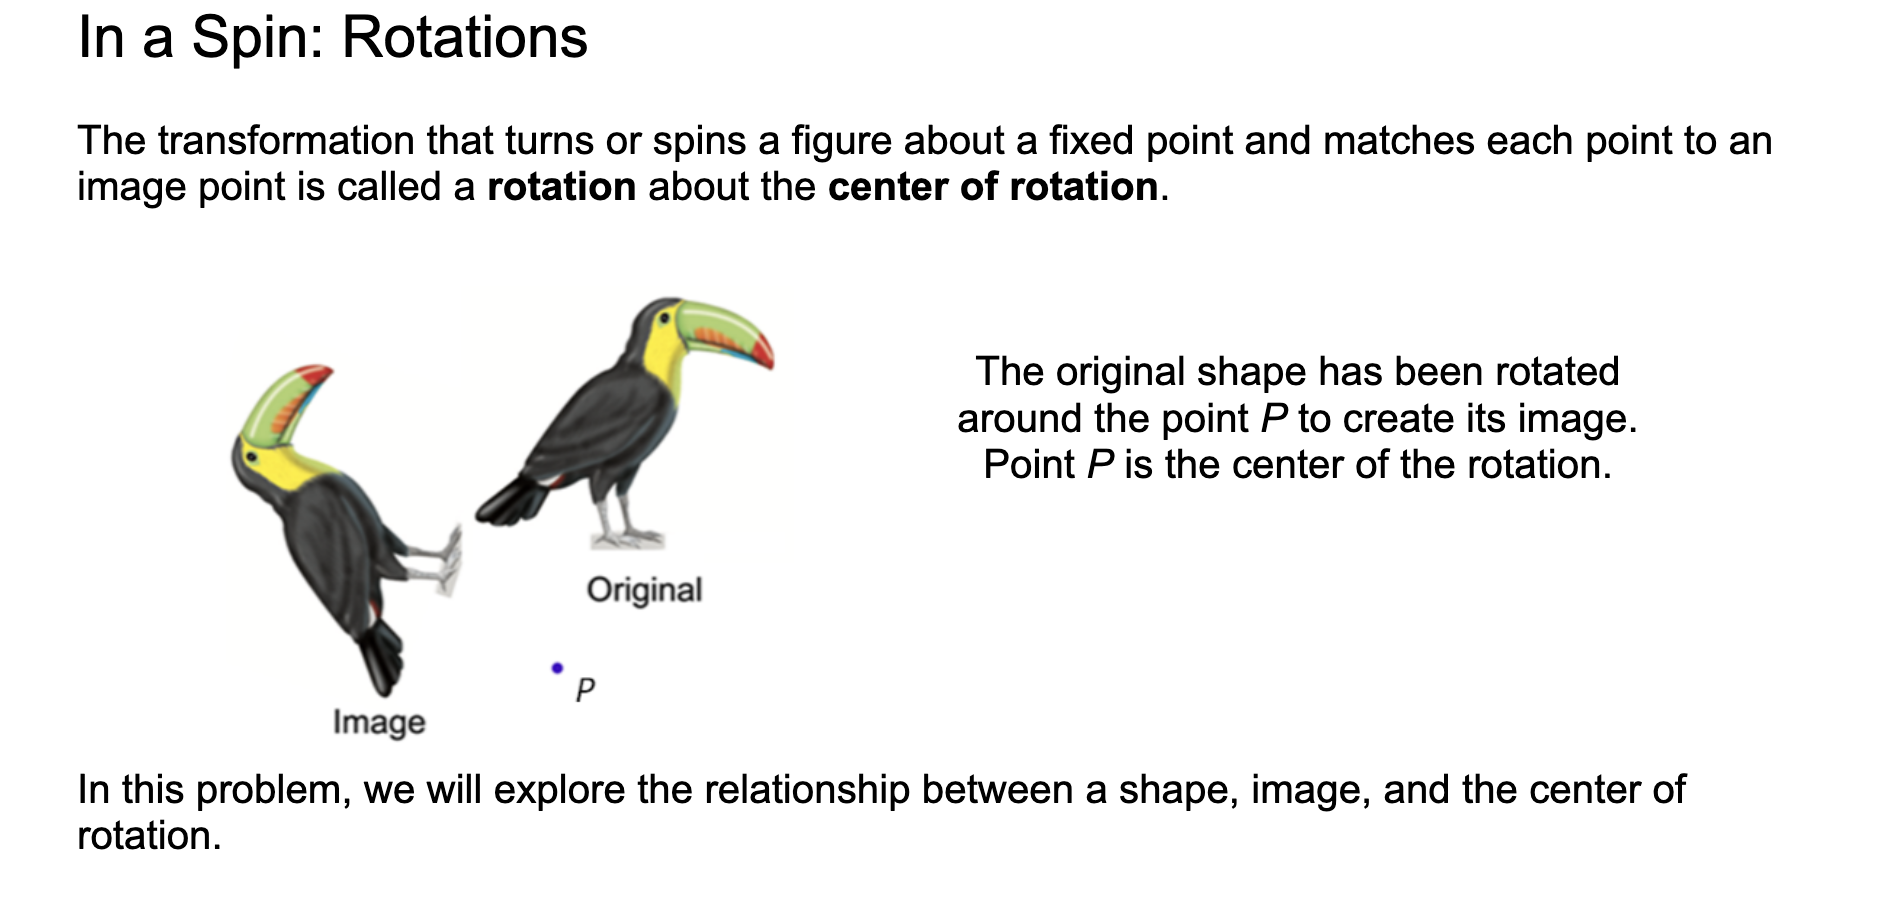 In a Spin: Rotations
The transformation that turns or spins a figure about a fixed point and matches each point to an
image point is called a rotation about the center of rotation.
The original shape has been rotated
around the point P to create its image.
Point P is the center of the rotation.
Original
P
Image
In this problem, we will explore the relationship between a shape, image, and the center of
rotation.